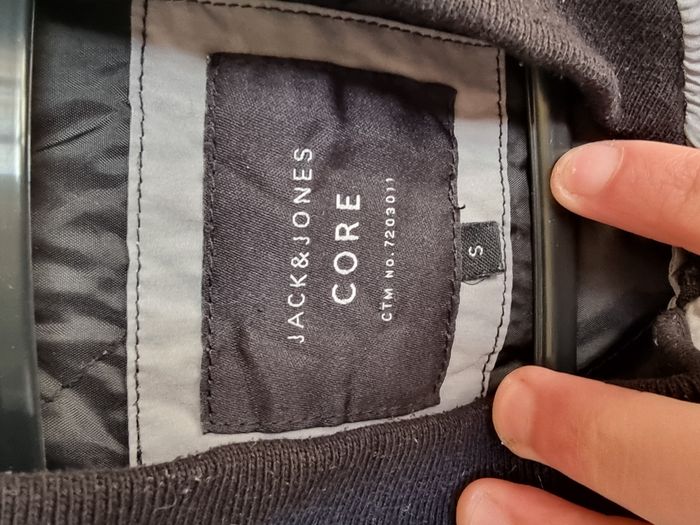 JACK&JONES
CORE
CTM NO.7203011
S